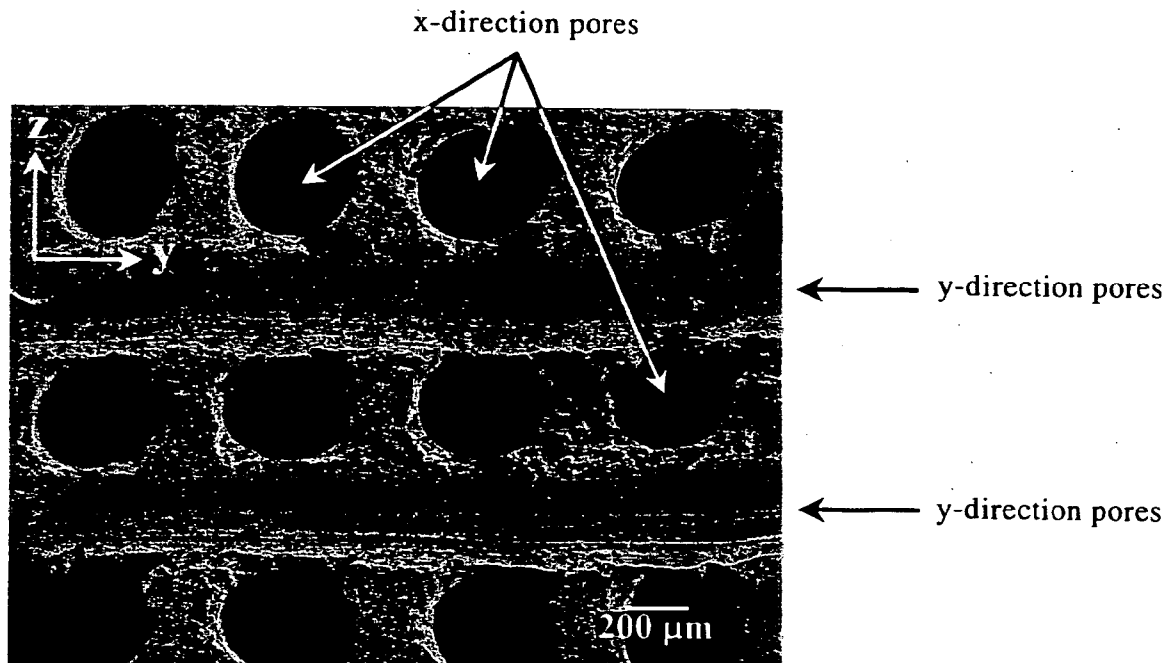 x-direction pores
z
y
y-direction pores
y-direction pores
200 µm